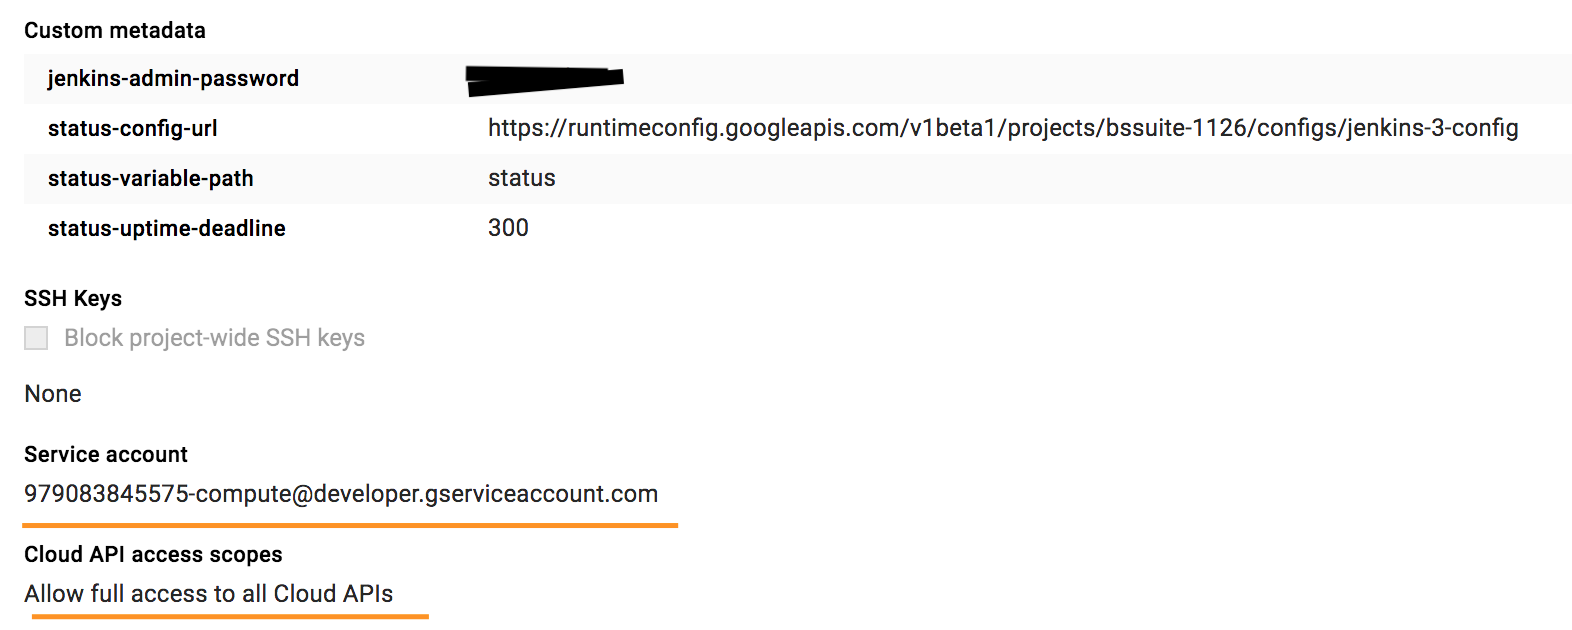 Custom metadata
jenkins-admin-password
status-config-url https://runtimeconfig.googleapis.com/v1beta1/projects/bssuite-1126/configs/jenkins-3-config
status-variable-path status
status-uptime-deadline 300
SSH Keys
Block project-wide SSH keys
None
Service account
979083845575-compute@developer.gserviceaccount.com
Cloud API access scopes
Allow full access to all Cloud APIs